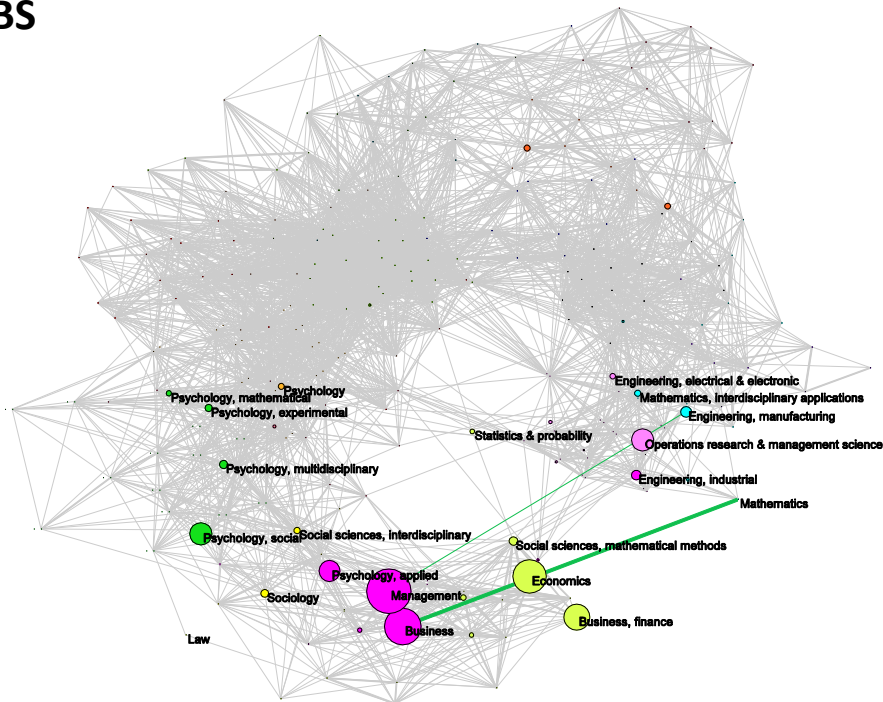 BS
Psychology
Psychology, mathematical
Psychology, experimental
Engineering, electrical & electronic
Mathematics, interdisciplinary applications
Engineering, manufacturing
Statistics & probability
Operations research & management science
Psychology, multidisciplinary
Engineering, industrial
Mathematics
Psychology, social
Social sciences, interdisciplinary
Social sciences, mathematical methods
Psychology, applied
Economics
Management
Sociology
Business, finance
Business
Law